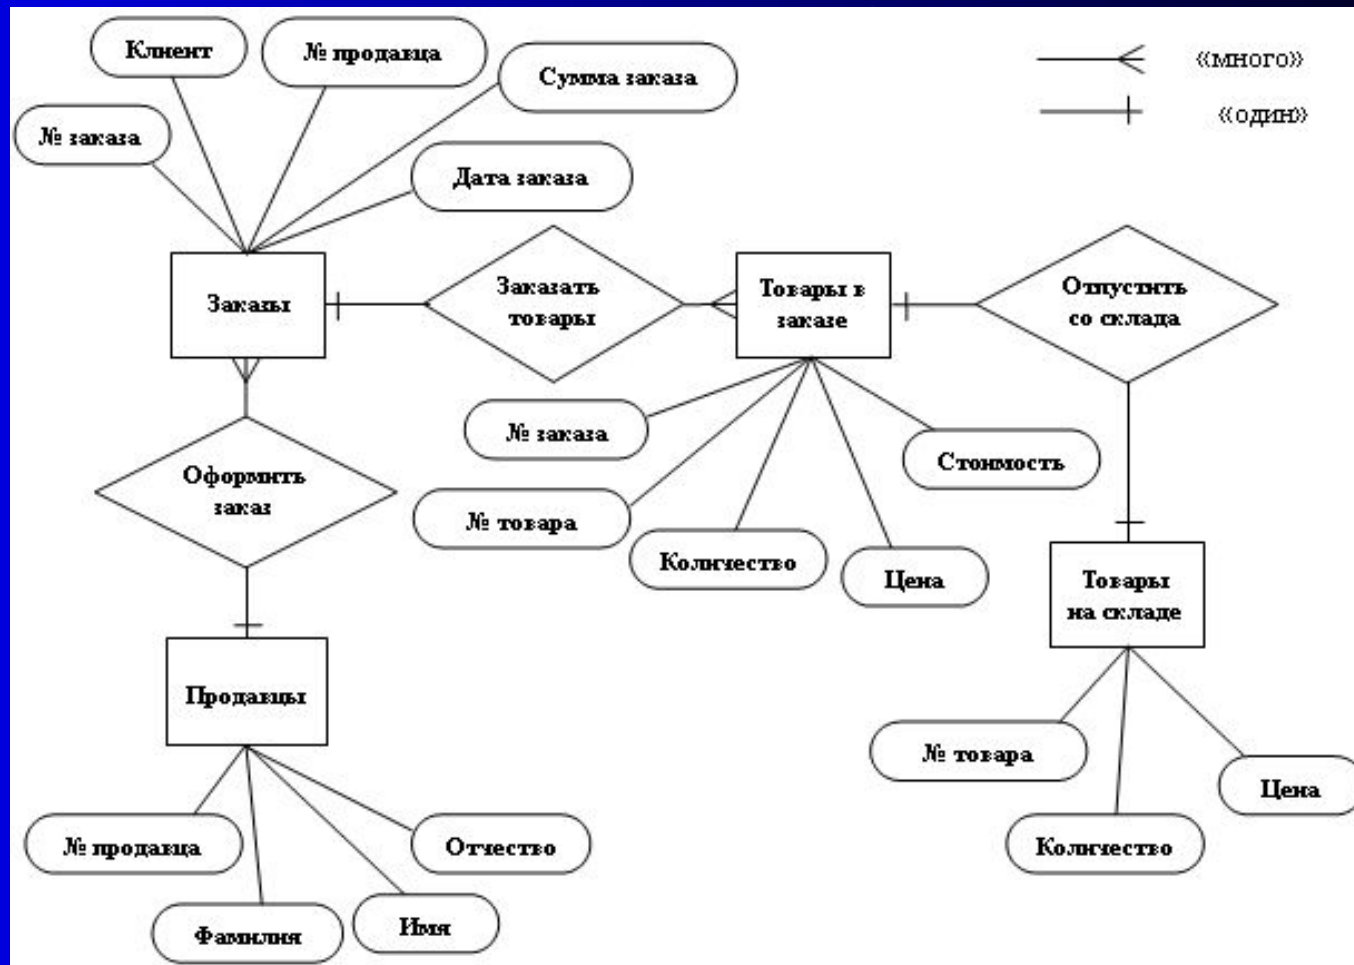 Клиент
№ продавца
Сумма заказа
«много»
№ заказа
«один»
Дата заказа
Заказы
Заказать
товары
Товары в
заказе
Отпустить
со склада
№ заказа
Стоимость
Оформить
заказ
№ товара
Количество
Цена
Товары
на складе
Продавцы
№ товара
Цена
№ продавца
Отчество
Количество
Фамилия
Имя